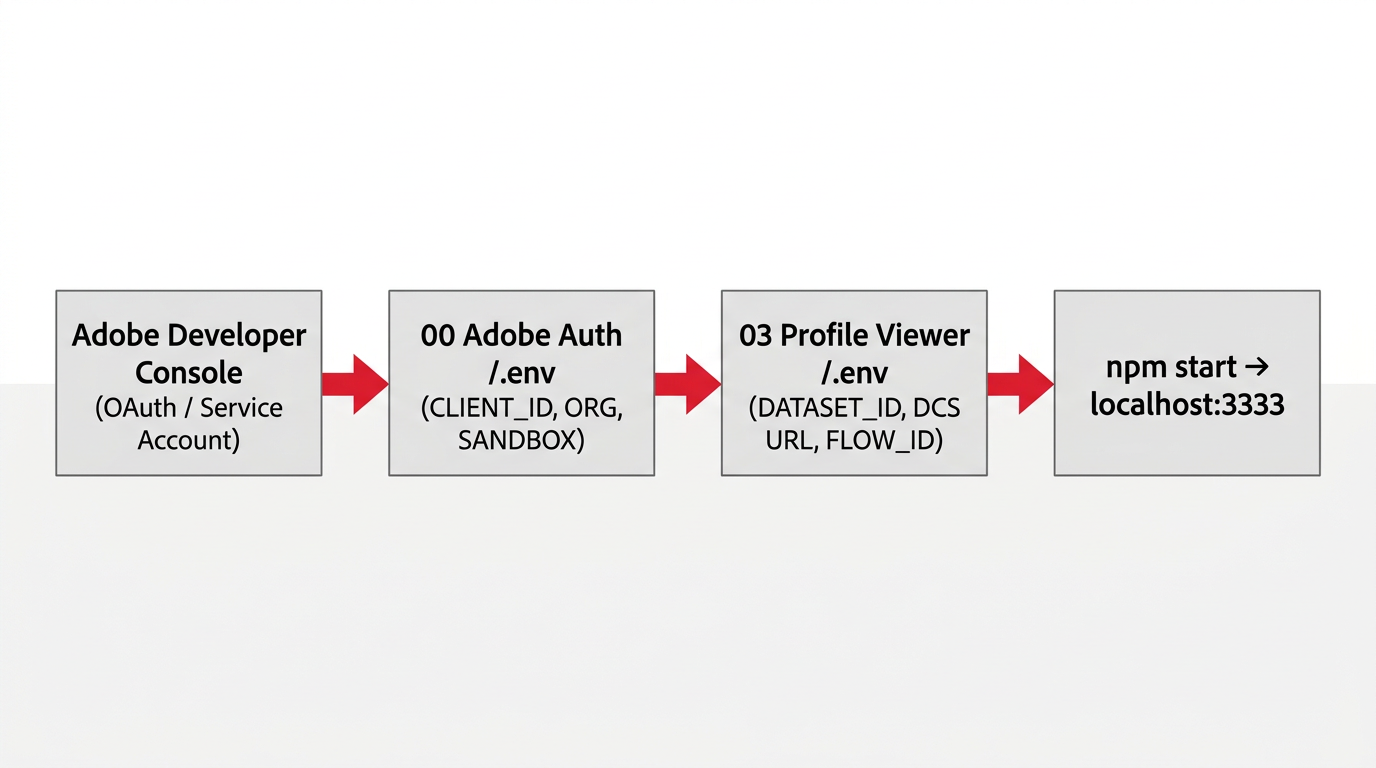 Adobe Developer
Console
(OAuth / Service
Account)
00 Adobe Auth
/.env
(CLIENT_ID, ORG,
SANDBOX)
03 Profile Viewer
/.env
(DATASET_ID, DCS
URL, FLOW_ID)
npm start →
localhost:3333